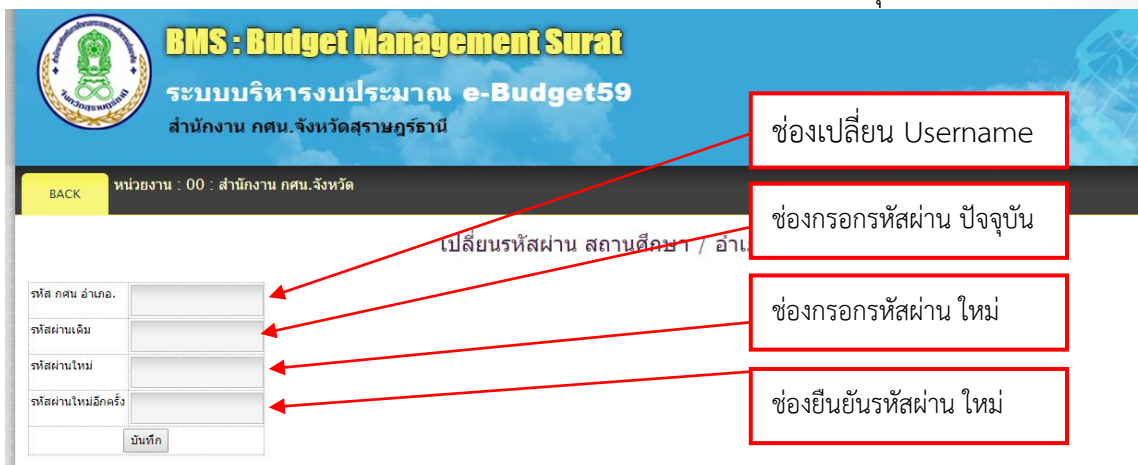 BMS : Budget Management Surat
ระบบบริหารงบประมาณ e-Budget59
สำนักงาน กศน.จังหวัดสุราษฎร์ธานี
BACK
หน่วยงาน : 00 : สำนักงาน กศน.จังหวัด
เปลี่ยนรหัสผ่าน สถานศึกษา /
รหัส กศน อำเภอ.
รหัสผ่านเดิม
รหัสผ่านใหม่
รหัสผ่านใหม่อีกครั้ง
บันทึก
ช่องเปลี่ยน Username
ช่องกรอกรหัสผ่าน ปัจจุบัน
ช่องกรอกรหัสผ่าน ใหม่
ช่องยืนยันรหัสผ่าน ใหม่